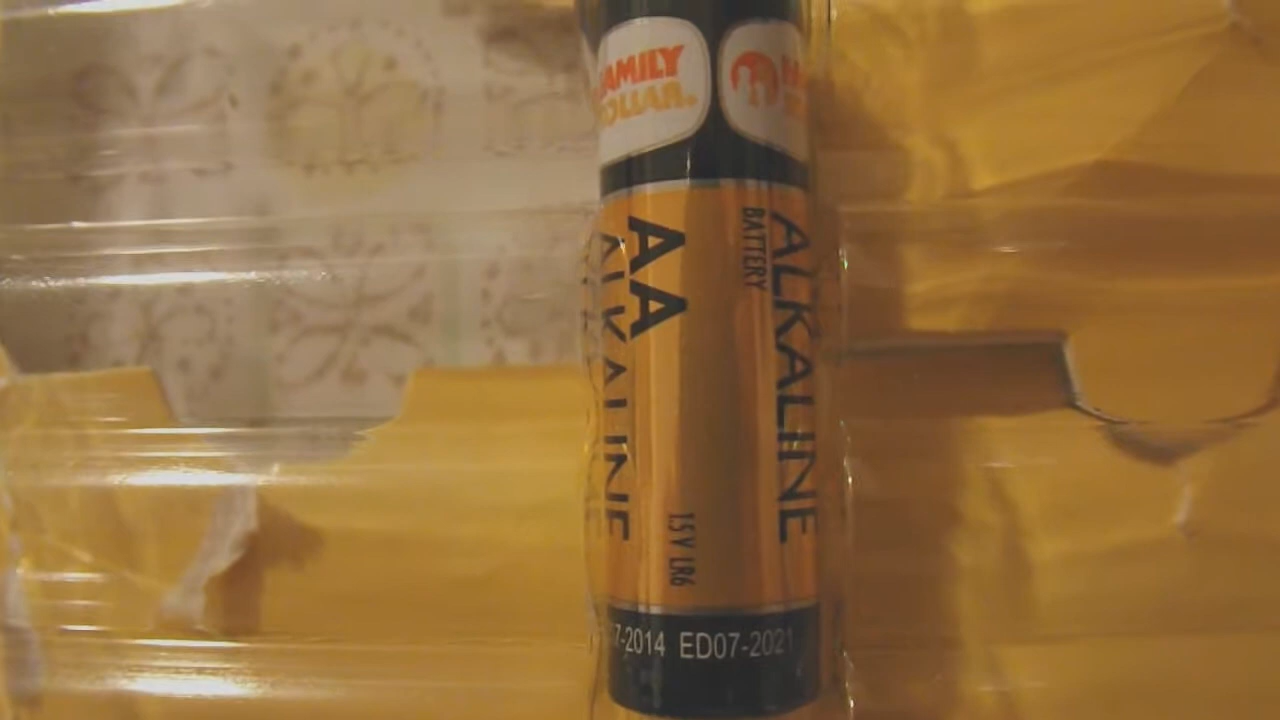 FAMILY
DOLLAR.
AA
ALKALINE
1.5V LR6
ALKALINE
BATTERY
7-2014 ED07-2021